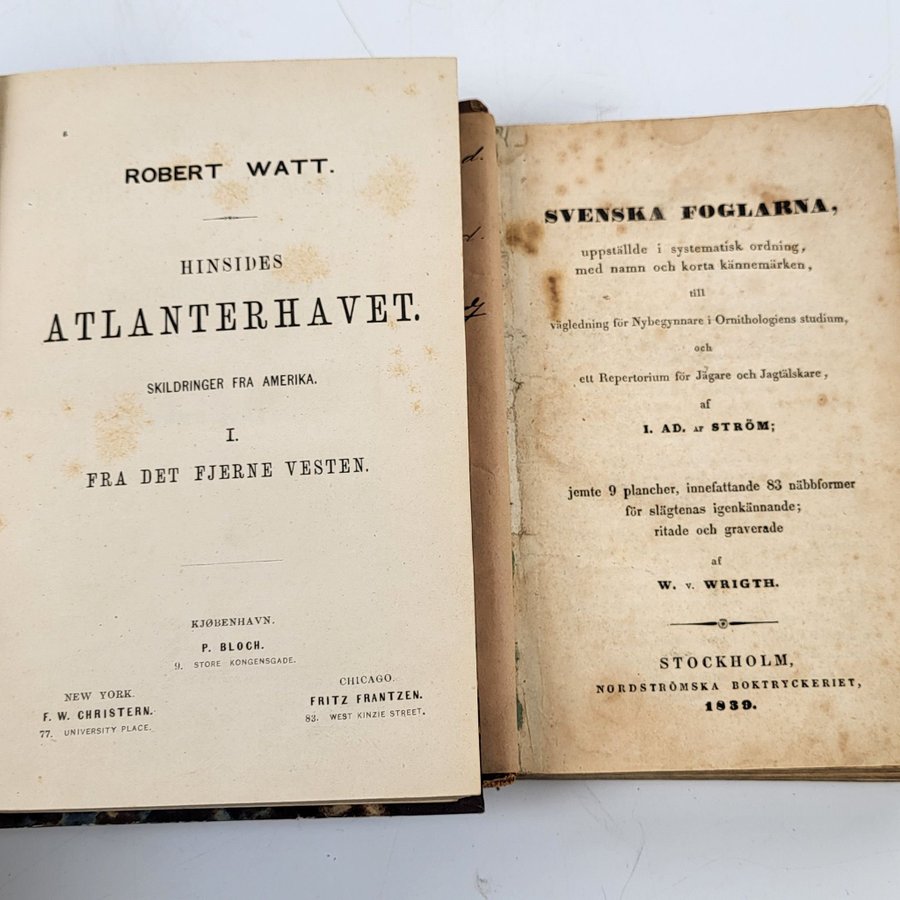 ROBERT WATT.
HINSIDES
ATLANTERHAVET.
SKILDRINGER FRA AMERIKA.
I.
FRA DET FJERNE VESTEN.
KJØBENHAVN.
P. BLOCH.
9. STORE KONGENSGADE.
NEW YORK.
F. W. CHRISTERN.
77. UNIVERSITY PLACE.
CHICAGO.
FRITZ FRANTZEN.
83. WEST KINZIE STREET.
d.
d.
SVENSKA FOGLARNA,
uppställde i systematisk ordning,
med namn och korta kännemärken,
till
vägledning för Nybegynnare i Ornithologiens studium,
och
ett Repertorium för Jägare och Jagtälskare,
af
I. AD. AF STRÖM;
jemte 9 plancher, innefattande 83 näbbformer
för slägtenas igenkännande;
ritade och graverade
af
W. v. WRIGTH.
STOCKHOLM,
NORDSTRÖMSKA BOKTRYCKERIET,
1839.